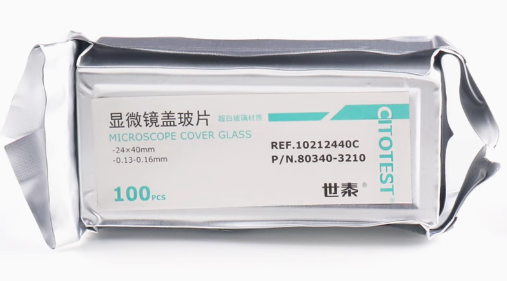 显微镜盖玻片 超白玻璃材质
MICROSCOPE COVER GLASS
-24×40mm
-0.13-0.16mm
100PCS
REF.10212440C
P/N.80340-3210
世泰®
CITOTEST®